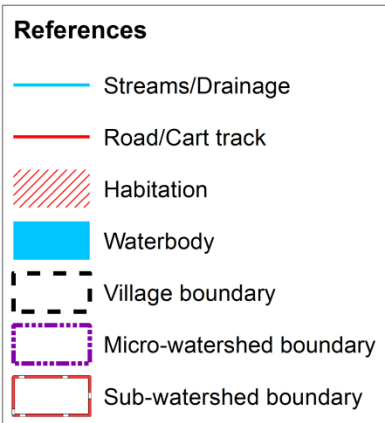 References
Streams/Drainage
Road/Cart track
Habitation
Waterbody
Village boundary
Micro-watershed boundary
Sub-watershed boundary